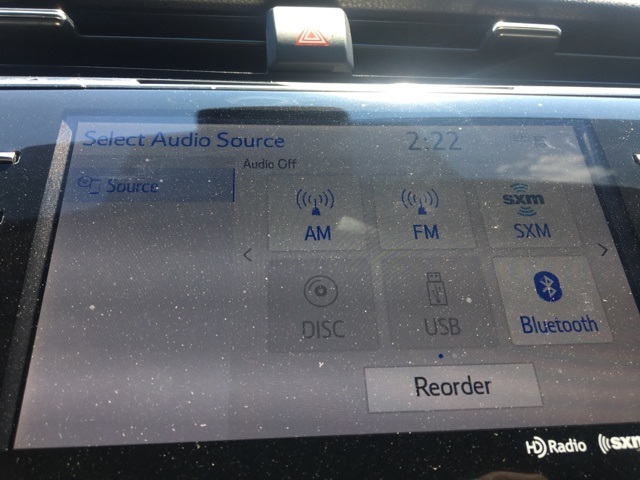 Select Audio Source
2:22
Audio Off
Source
AM
FM
sxm
SXM
DISC
USB
Bluetooth
Reorder
HD Radio
sxm